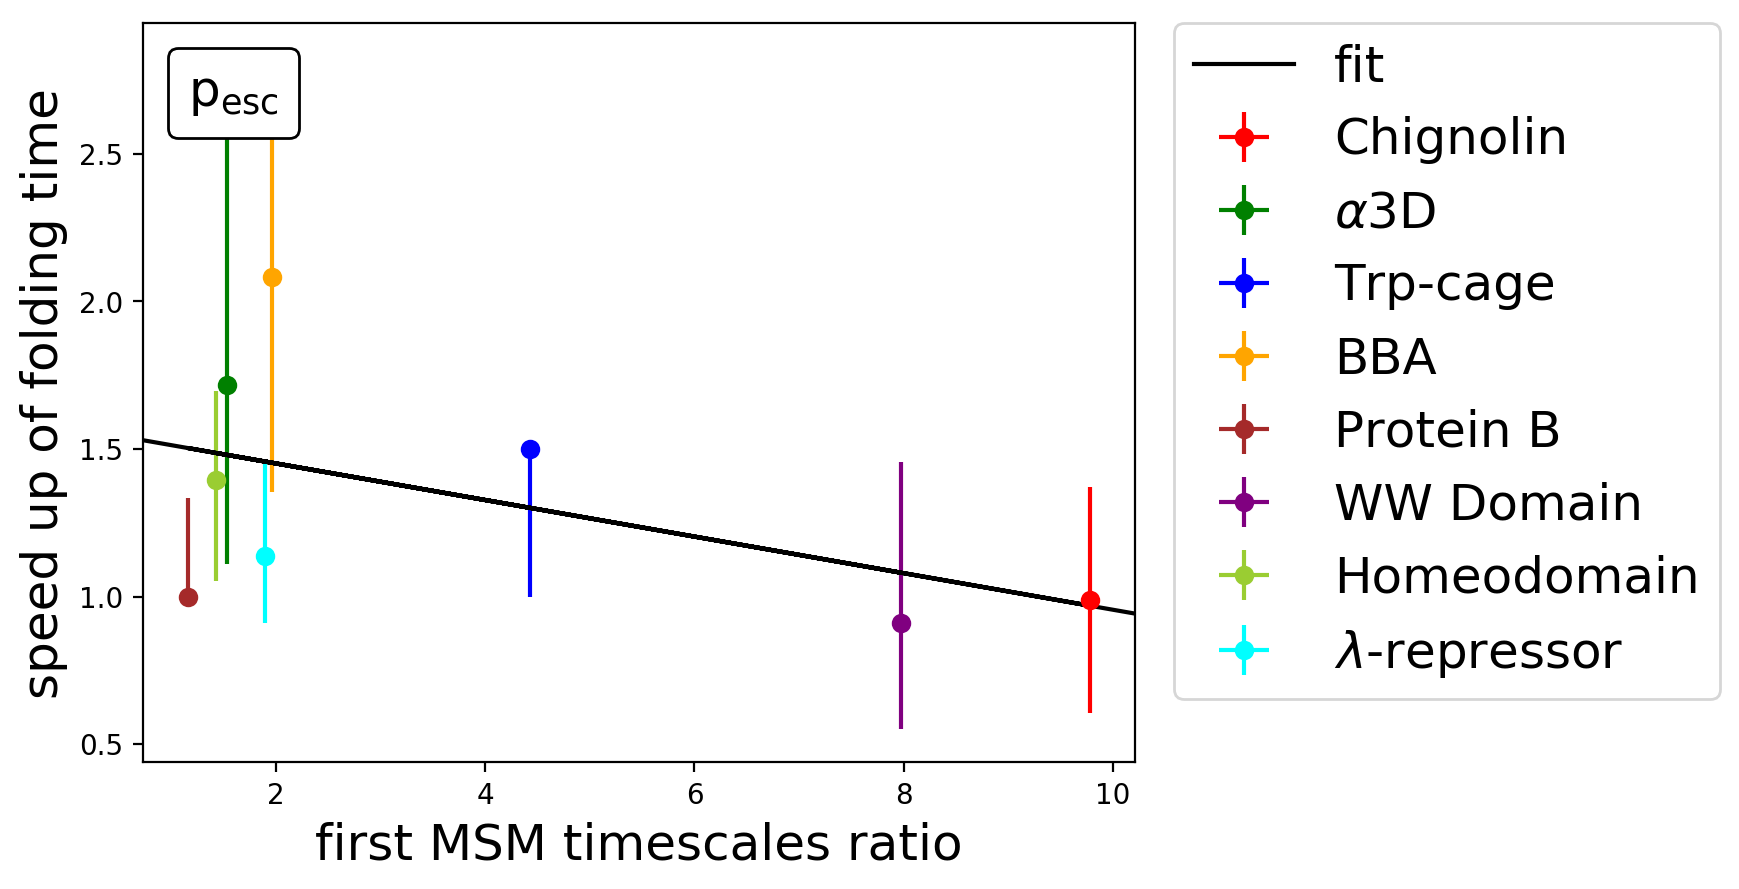 p_esc
speed up of folding time
2.5
2.0
1.5
1.0
0.5
2 4 6 8 10
first MSM timescales ratio
fit
Chignolin
α3D
Trp-cage
BBA
Protein B
WW Domain
Homeodomain
λ-repressor